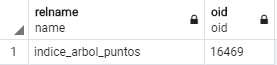 relname oid
name oid
1 indice_arbol_puntos 16469